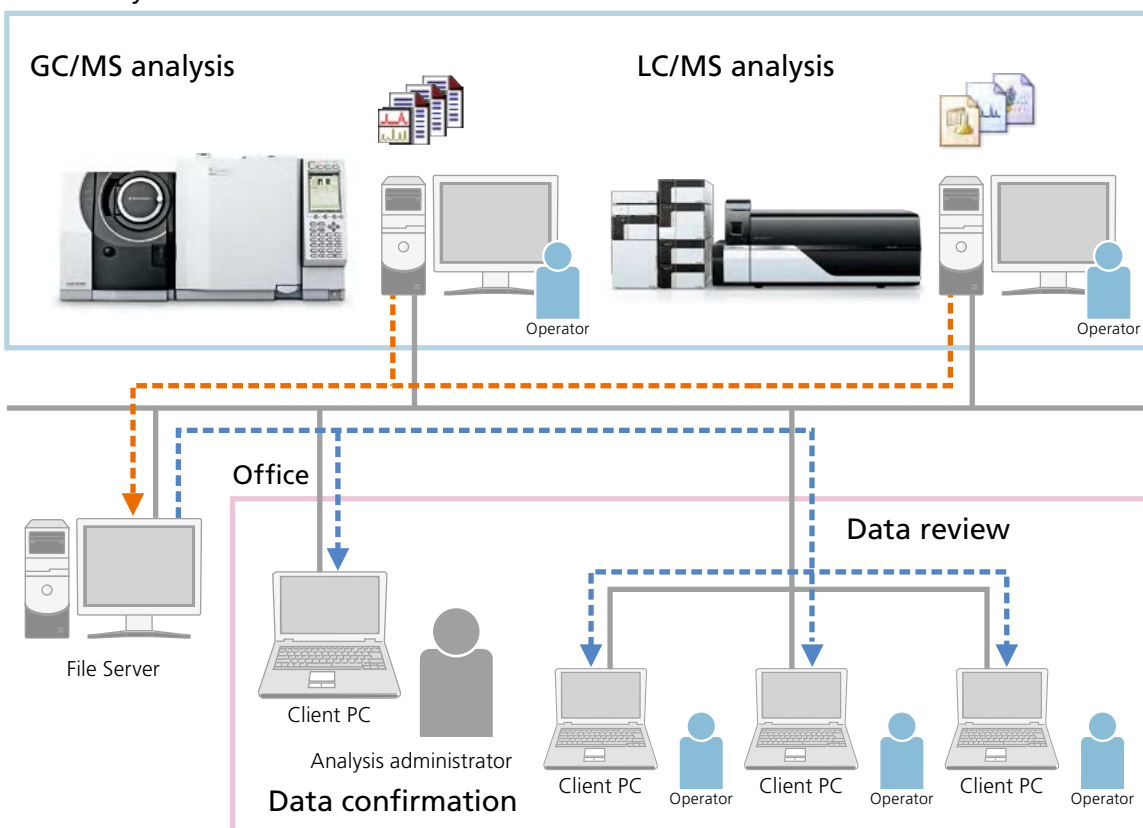 GC/MS analysis
LC/MS analysis
Operator
Operator
Office
Data review
File Server
Client PC
Analysis administrator
Data confirmation
Client PC
Operator
Client PC
Operator
Client PC
Operator